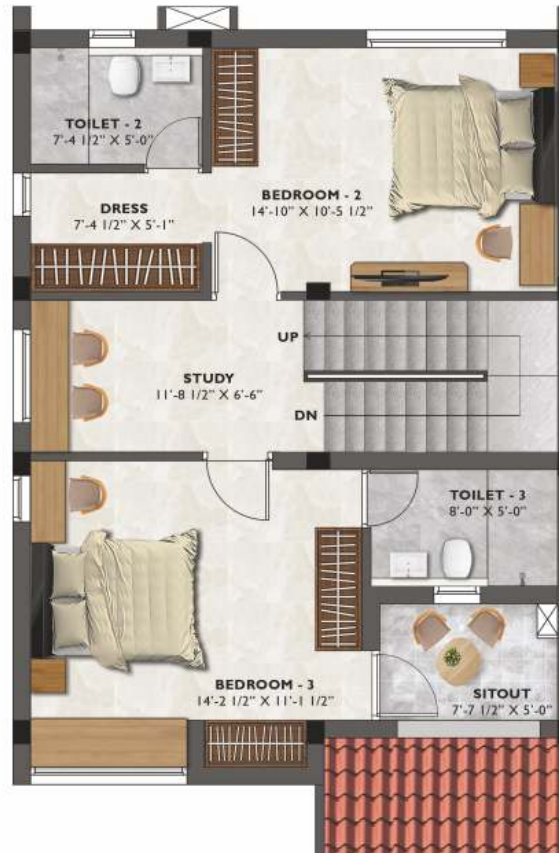 TOILET - 2
7'-4 1/2" X 5'-0"
DRESS
7'-4 1/2" X 5'-1"
BEDROOM - 2
14'-10" X 10'-5 1/2"
UP
STUDY
11'-8 1/2" X 6'-6"
DN
TOILET - 3
8'-0" X 5'-0"
BEDROOM - 3
14'-2 1/2" X 11'-1 1/2"
SITOUT
7'-7 1/2" X 5'-0"